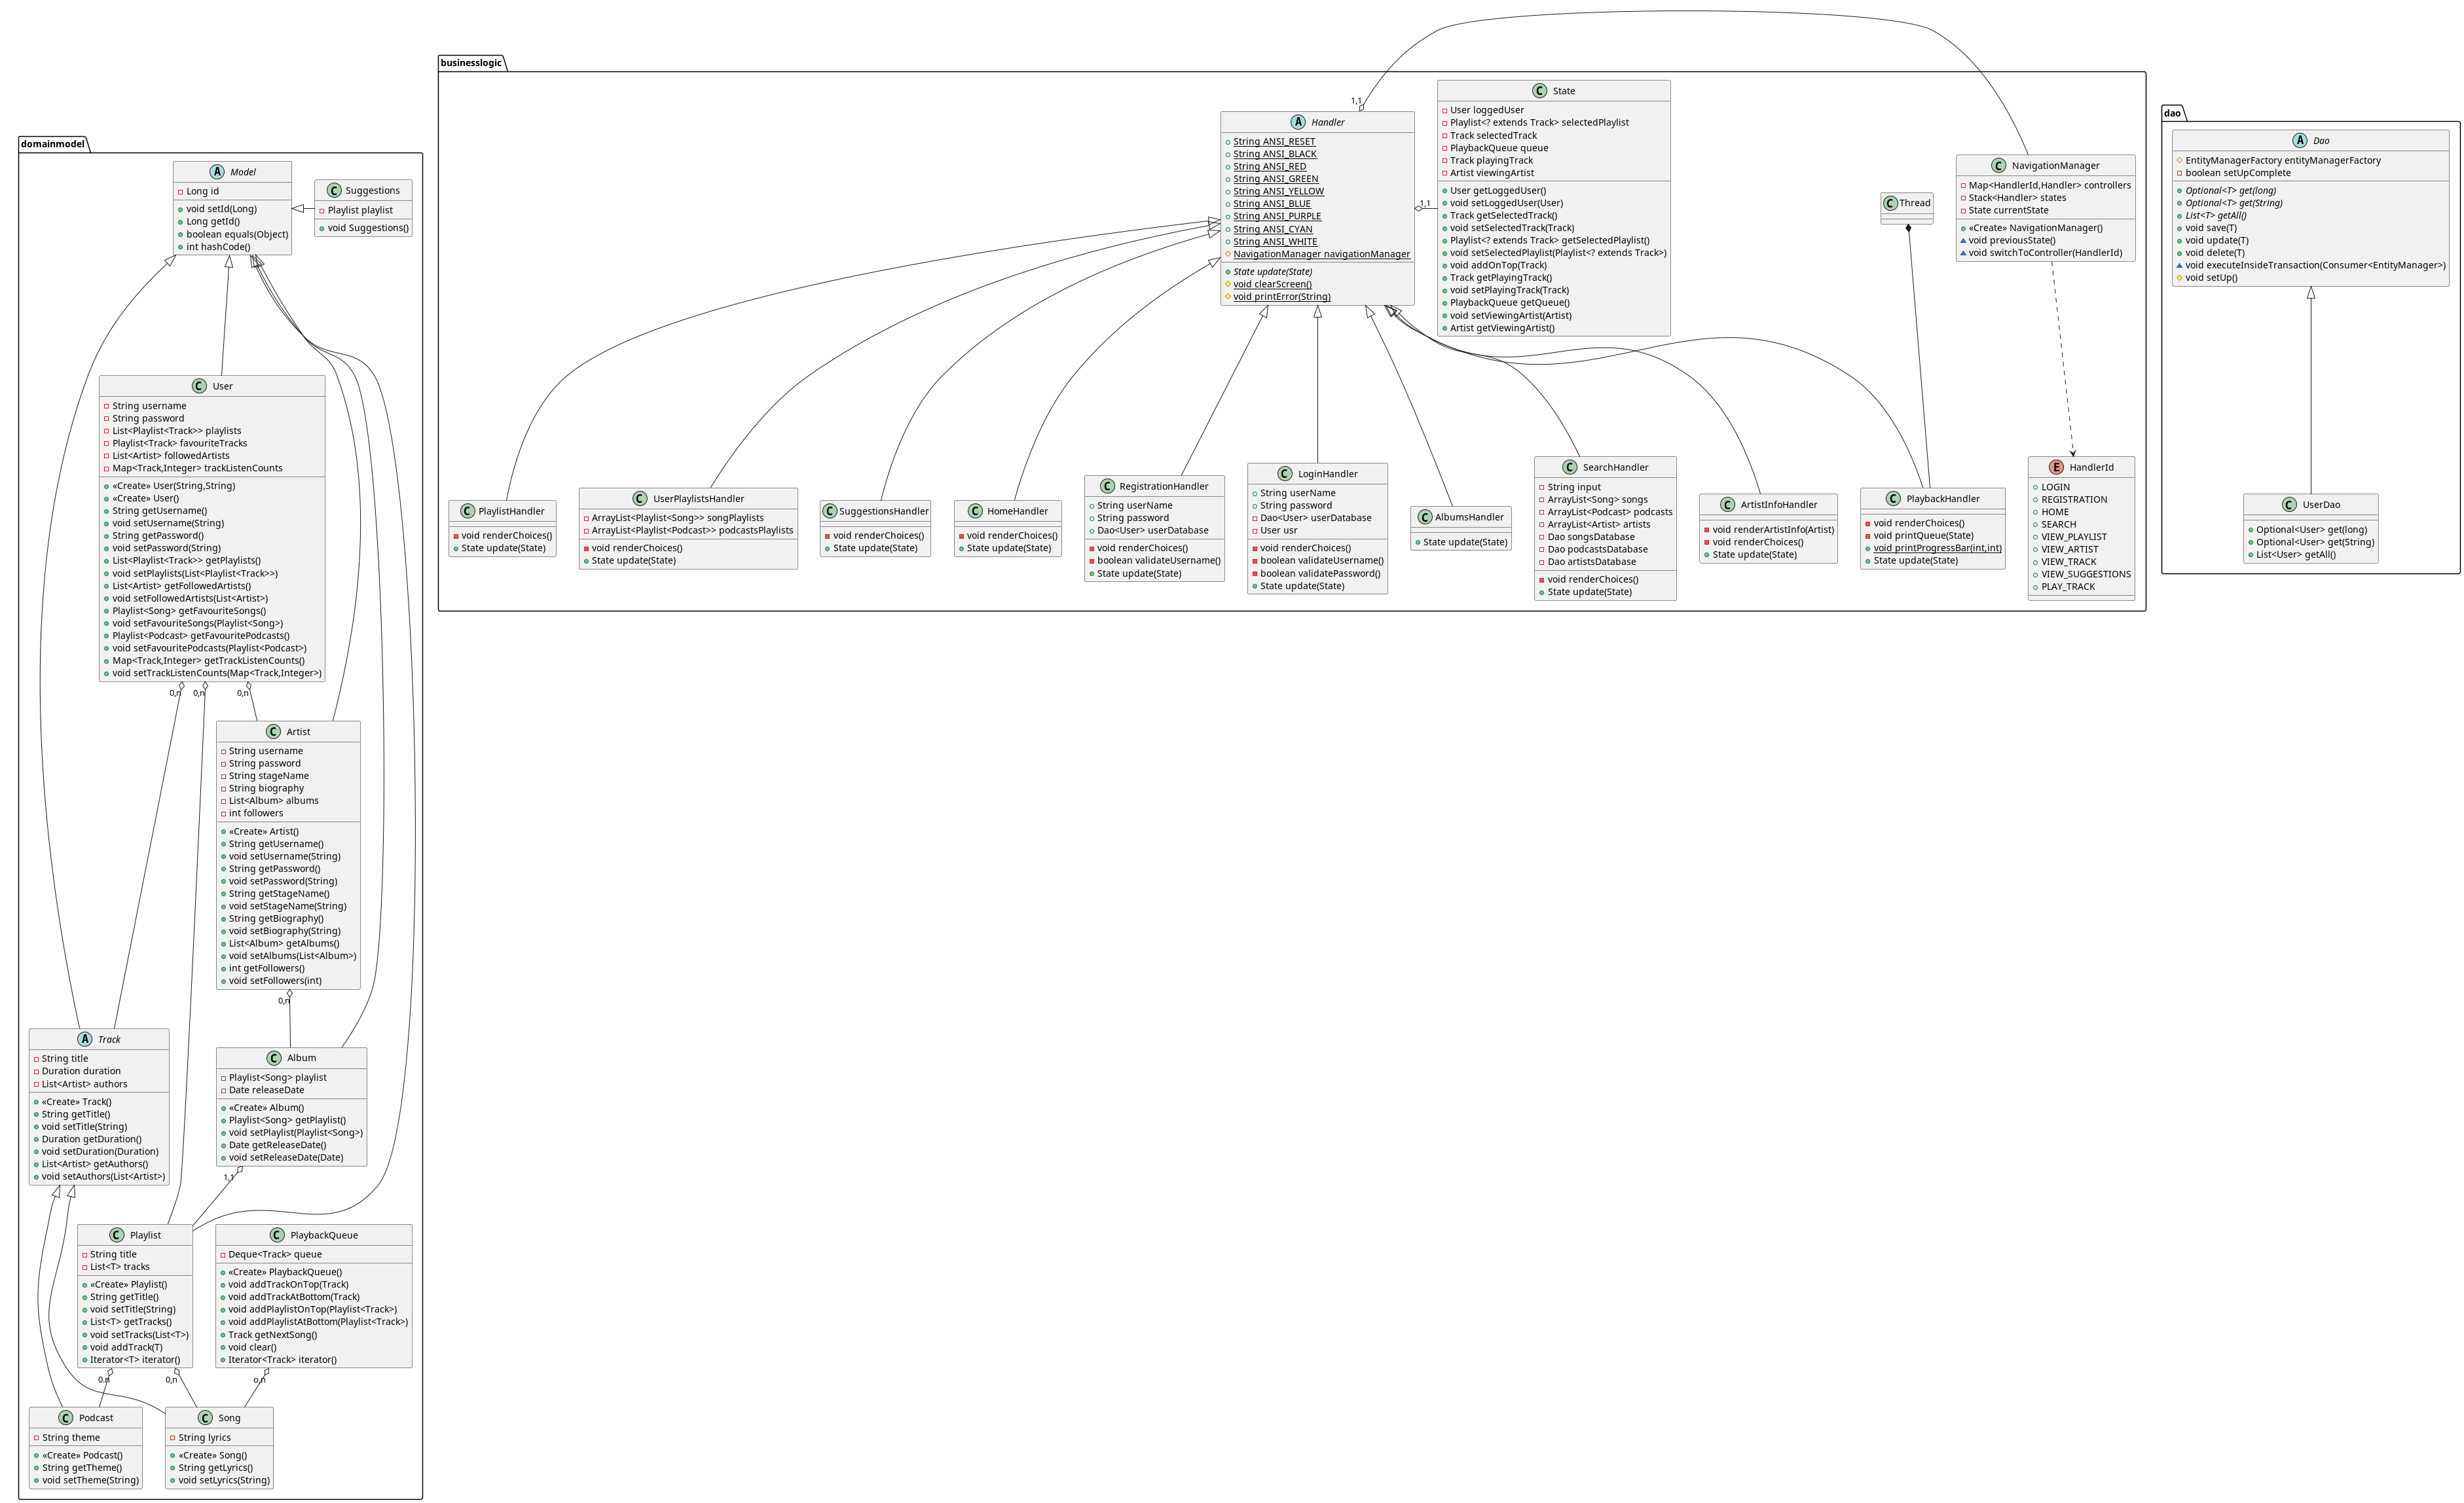 domainmodel
A Model
Long id
void setId(Long)
Long getId()
boolean equals(Object)
int hashCode()
C Suggestions
Playlist playlist
void Suggestions()
C User
String username
String password
List<Playlist<Track>> playlists
Playlist<Track> favouriteTracks
List<Artist> followedArtists
Map<Track,Integer> trackListenCounts
«Create» User(String,String)
«Create» User()
String getUsername()
void setUsername(String)
String getPassword()
void setPassword(String)
List<Playlist<Track>> getPlaylists()
void setPlaylists(List<Playlist<Track>>)
List<Artist> getFollowedArtists()
void setFollowedArtists(List<Artist>)
Playlist<Song> getFavouriteSongs()
void setFavouriteSongs(Playlist<Song>)
Playlist<Podcast> getFavouritePodcasts()
void setFavouritePodcasts(Playlist<Podcast>)
Map<Track,Integer> getTrackListenCounts()
void setTrackListenCounts(Map<Track,Integer>)
0,n
0,n
0,n
C Artist
String username
String password
String stageName
String biography
List<Album> albums
int followers
«Create» Artist()
String getUsername()
void setUsername(String)
String getPassword()
void setPassword(String)
String getStageName()
void setStageName(String)
String getBiography()
void setBiography(String)
List<Album> getAlbums()
void setAlbums(List<Album>)
int getFollowers()
void setFollowers(int)
0,n
A Track
String title
Duration duration
List<Artist> authors
«Create» Track()
String getTitle()
void setTitle(String)
Duration getDuration()
void setDuration(Duration)
List<Artist> getAuthors()
void setAuthors(List<Artist>)
C Album
Playlist<Song> playlist
Date releaseDate
«Create» Album()
Playlist<Song> getPlaylist()
void setPlaylist(Playlist<Song>)
Date getReleaseDate()
void setReleaseDate(Date)
1,1
C Playlist
String title
List<T> tracks
«Create» Playlist()
String getTitle()
void setTitle(String)
List<T> getTracks()
void setTracks(List<T>)
void addTrack(T)
Iterator<T> iterator()
0.n
0,n
C PlaybackQueue
Deque<Track> queue
«Create» PlaybackQueue()
void addTrackOnTop(Track)
void addTrackAtBottom(Track)
void addPlaylistOnTop(Playlist<Track>)
void addPlaylistAtBottom(Playlist<Track>)
Track getNextSong()
void clear()
Iterator<Track> iterator()
o,n
C Podcast
String theme
«Create» Podcast()
String getTheme()
void setTheme(String)
C Song
String lyrics
«Create» Song()
String getLyrics()
void setLyrics(String)
businesslogic
1,1
A Handler
String ANSI_RESET
String ANSI_BLACK
String ANSI_RED
String ANSI_GREEN
String ANSI_YELLOW
String ANSI_BLUE
String ANSI_PURPLE
String ANSI_CYAN
String ANSI_WHITE
NavigationManager navigationManager
State update(State)
void clearScreen()
void printError(String)
1,1
C State
User loggedUser
Playlist<? extends Track> selectedPlaylist
Track selectedTrack
PlaybackQueue queue
Track playingTrack
Artist viewingArtist
User getLoggedUser()
void setLoggedUser(User)
Track getSelectedTrack()
void setSelectedTrack(Track)
Playlist<? extends Track> getSelectedPlaylist()
void setSelectedPlaylist(Playlist<? extends Track>)
void addOnTop(Track)
Track getPlayingTrack()
void setPlayingTrack(Track)
PlaybackQueue getQueue()
void setViewingArtist(Artist)
Artist getViewingArtist()
C Thread
C NavigationManager
Map<HandlerId,Handler> controllers
Stack<Handler> states
State currentState
«Create» NavigationManager()
void previousState()
void switchToController(HandlerId)
C PlaylistHandler
void renderChoices()
State update(State)
C UserPlaylistsHandler
ArrayList<Playlist<Song>> songPlaylists
ArrayList<Playlist<Podcast>> podcastsPlaylists
void renderChoices()
State update(State)
C SuggestionsHandler
void renderChoices()
State update(State)
C HomeHandler
void renderChoices()
State update(State)
C RegistrationHandler
String userName
String password
Dao<User> userDatabase
void renderChoices()
boolean validateUsername()
State update(State)
C LoginHandler
String userName
String password
Dao<User> userDatabase
User usr
void renderChoices()
boolean validateUsername()
boolean validatePassword()
State update(State)
C AlbumsHandler
State update(State)
C SearchHandler
String input
ArrayList<Song> songs
ArrayList<Podcast> podcasts
ArrayList<Artist> artists
Dao songsDatabase
Dao podcastsDatabase
Dao artistsDatabase
void renderChoices()
State update(State)
C ArtistInfoHandler
void renderArtistInfo(Artist)
void renderChoices()
State update(State)
C PlaybackHandler
void renderChoices()
void printQueue(State)
void printProgressBar(int,int)
State update(State)
E HandlerId
LOGIN
REGISTRATION
HOME
SEARCH
VIEW_PLAYLIST
VIEW_ARTIST
VIEW_TRACK
VIEW_SUGGESTIONS
PLAY_TRACK
dao
A Dao
EntityManagerFactory entityManagerFactory
boolean setUpComplete
Optional<T> get(long)
Optional<T> get(String)
List<T> getAll()
void save(T)
void update(T)
void delete(T)
void executeInsideTransaction(Consumer<EntityManager>)
void setUp()
C UserDao
Optional<User> get(long)
Optional<User> get(String)
List<User> getAll()